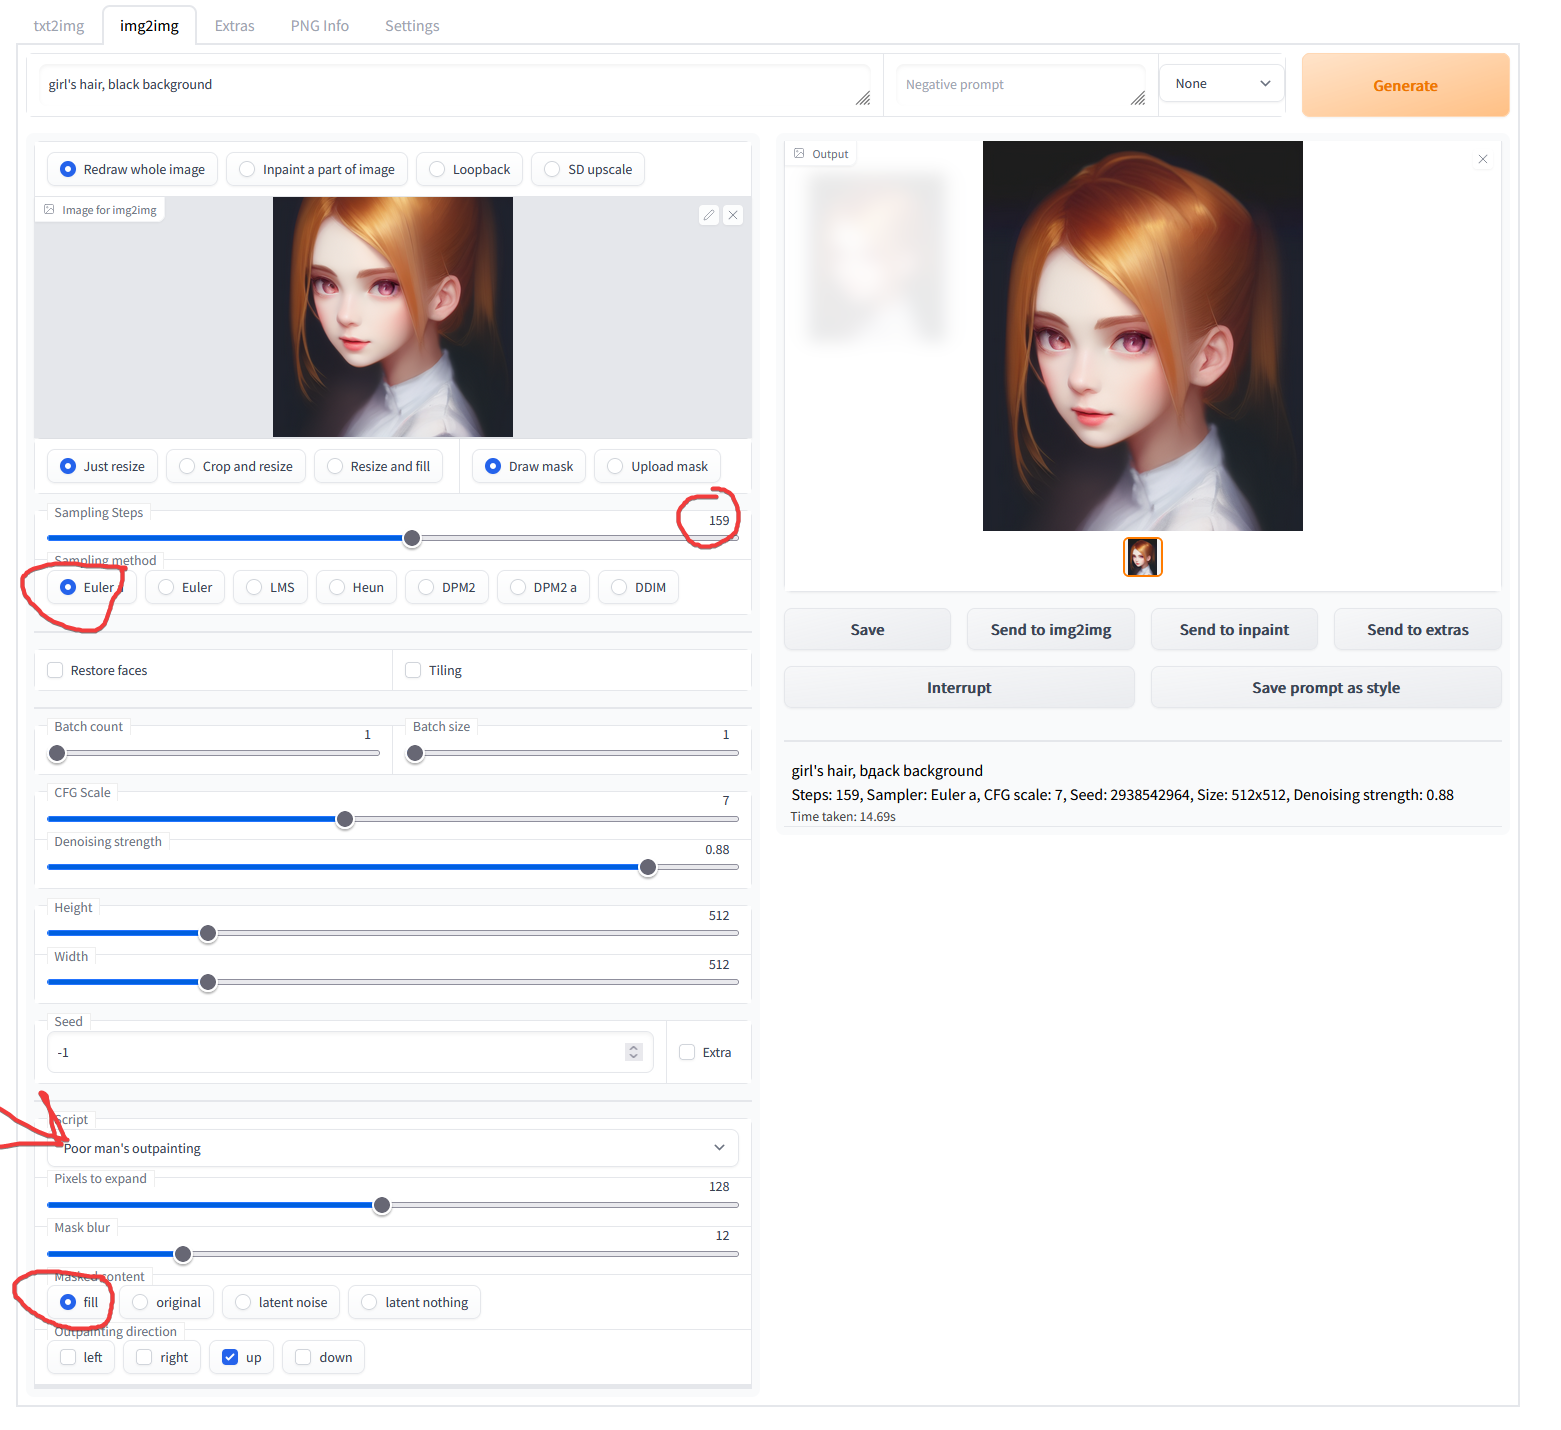 txt2img img2img Extras PNG Info Settings
girl's hair, black background
Negative prompt
None
Generate
Redraw whole image Inpaint a part of image Loopback SD upscale
Image for img2img
Just resize Crop and resize Resize and fill Draw mask Upload mask
Sampling Steps
159
Sampling method
Euler a Euler LMS Heun DPM2 DPM2 a DDIM
Restore faces Tiling
Batch count
1
Batch size
1
CFG Scale
7
Denoising strength
0.88
Height
512
Width
512
Seed
-1
Extra
Script
Poor man's outpainting
Pixels to expand
128
Mask blur
12
Masked content
fill original latent noise latent nothing
Outpainting direction
left right up down
Output
Save Send to img2img Send to inpaint Send to extras
Interrupt Save prompt as style
girl's hair, bдack background
Steps: 159, Sampler: Euler a, CFG scale: 7, Seed: 2938542964, Size: 512x512, Denoising strength: 0.88
Time taken: 14.69s